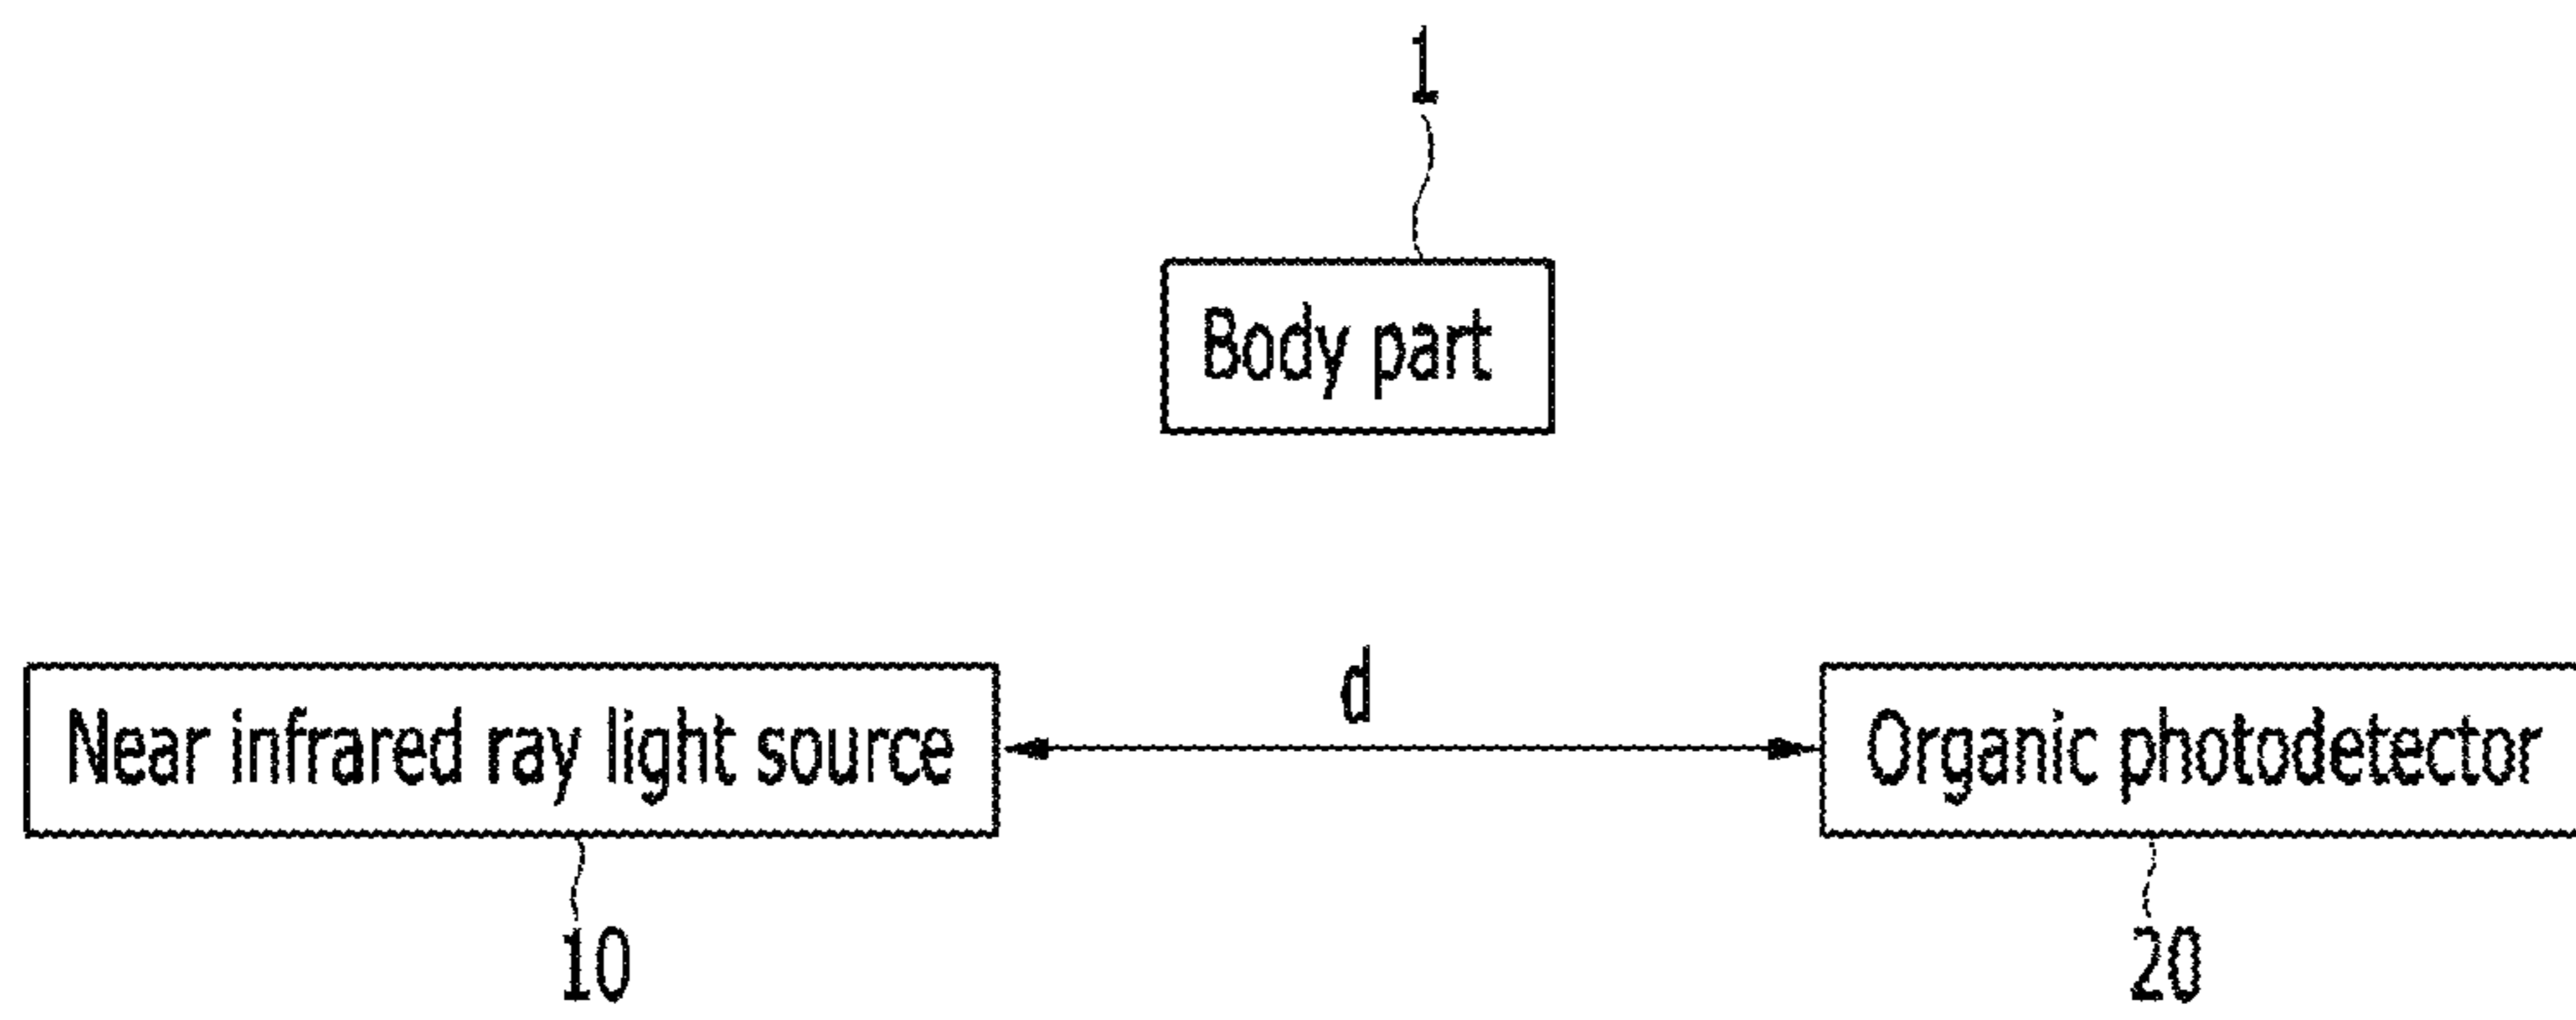 1
Body part
d
Near infrared ray light source
Organic photodetector
10
20